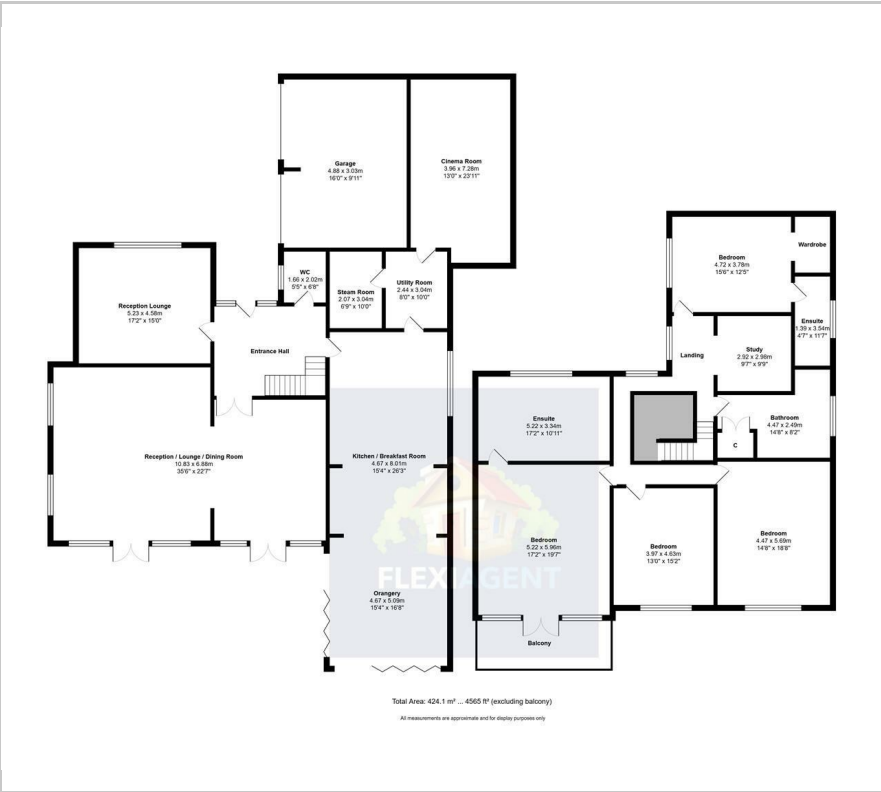 Garage
4.88 x 3.03m
16'0" x 9'11"
Cinema Room
3.96 x 7.28m
13'0" x 23'11"
WC
1.66 x 2.02m
5'5" x 6'8"
Steam Room
2.07 x 3.04m
6'9" x 10'0"
Utility Room
2.44 x 3.04m
8'0" x 10'0"
Reception Lounge
5.23 x 4.58m
17'2" x 15'0"
Entrance Hall
Reception / Lounge / Dining Room
10.83 x 6.88m
35'6" x 22'7"
Kitchen / Breakfast Room
4.67 x 8.01m
15'4" x 26'3"
Orangery
4.67 x 5.09m
15'4" x 16'8"
Bedroom
4.72 x 3.78m
15'6" x 12'5"
Wardrobe
Ensuite
1.39 x 3.54m
4'7" x 11'7"
Study
2.92 x 2.98m
9'7" x 9'9"
Landing
Bathroom
4.47 x 2.49m
14'8" x 8'2"
C
Ensuite
5.22 x 3.34m
17'2" x 10'11"
Bedroom
5.22 x 5.96m
17'2" x 19'7"
Bedroom
3.97 x 4.63m
13'0" x 15'2"
Bedroom
4.47 x 5.69m
14'8" x 18'8"
Balcony
FLEXIAGENT
Total Area: 424.1 m² ... 4565 ft² (excluding balcony)
All measurements are approximate and for display purposes only